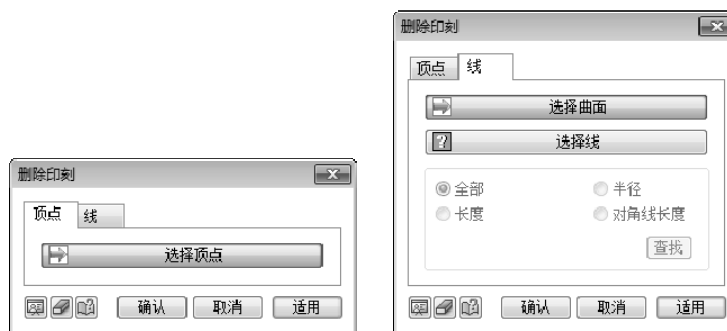 删除印刻
顶点 线
选择顶点
确认 取消 适用
删除印刻
顶点 线
选择曲面
选择线
全部 半径
长度 对角线长度
查找
确认 取消 适用